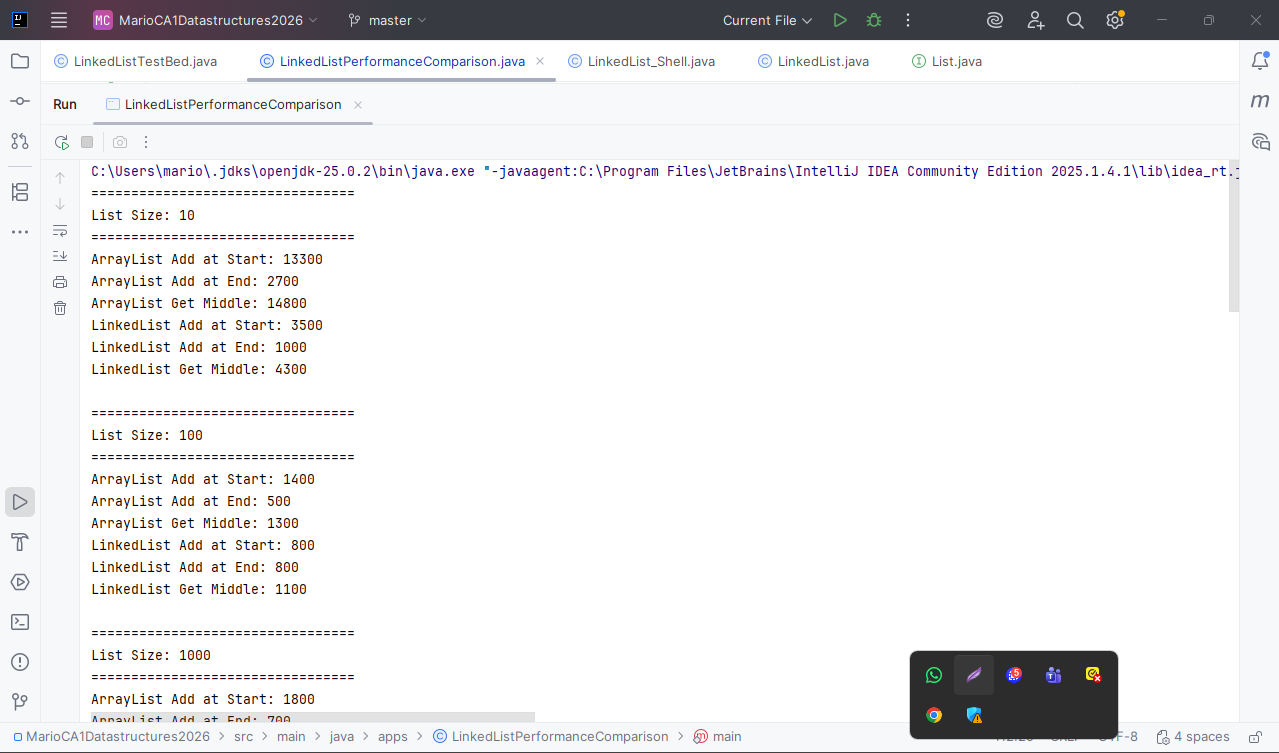 MC MarioCA1Datastructures2026 master Current File
LinkedListTestBed.java LinkedListPerformanceComparison.java LinkedList_Shell.java LinkedList.java List.java
Run LinkedListPerformanceComparison
C:\Users\mario\.jdks\openjdk-25.0.2\bin\java.exe "-javaagent:C:\Program Files\JetBrains\IntelliJ IDEA Community Edition 2025.1.4.1\lib\idea_rt.j
=================================
List Size: 10
=================================
ArrayList Add at Start: 13300
ArrayList Add at End: 2700
ArrayList Get Middle: 14800
LinkedList Add at Start: 3500
LinkedList Add at End: 1000
LinkedList Get Middle: 4300
=================================
List Size: 100
=================================
ArrayList Add at Start: 1400
ArrayList Add at End: 500
ArrayList Get Middle: 1300
LinkedList Add at Start: 800
LinkedList Add at End: 800
LinkedList Get Middle: 1100
=================================
List Size: 1000
=================================
ArrayList Add at Start: 1800
ArrayList Add at End: 700
MarioCA1Datastructures2026 > src > main > java > apps > LinkedListPerformanceComparison > main 4 spaces